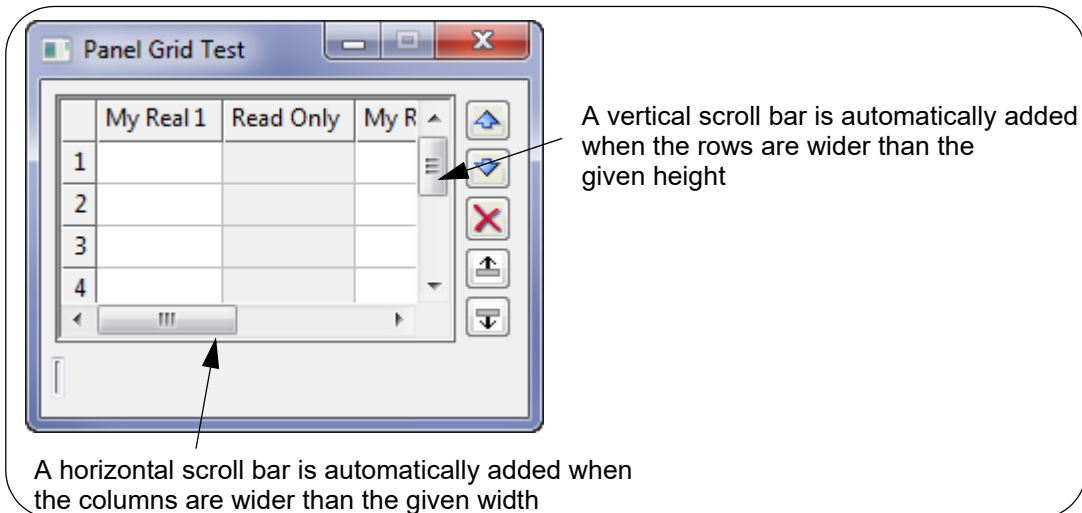 Panel Grid Test
My Real 1 Read Only My R
1
2
3
4
A vertical scroll bar is automatically added
when the rows are wider than the
given height
A horizontal scroll bar is automatically added when
the columns are wider than the given width